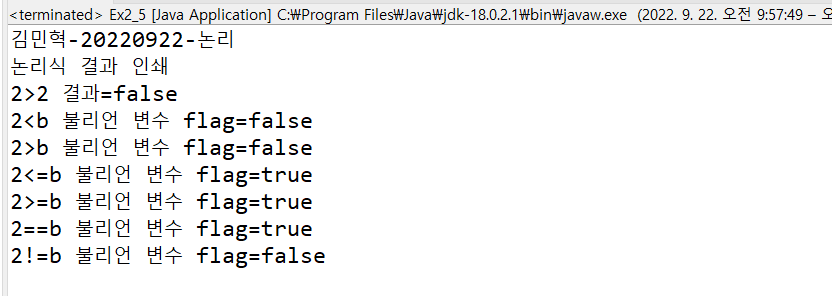 <terminated> Ex2_5 [Java Application] C:₩Program Files₩Java₩jdk-18.0.2.1₩bin₩javaw.exe (2022. 9. 22. 오전 9:57:49 –
김민혁-20220922-논리
논리식 결과 인쇄
2>2 결과=false
2<b 불리언 변수 flag=false
2>b 불리언 변수 flag=false
2<=b 불리언 변수 flag=true
2>=b 불리언 변수 flag=true
2==b 불리언 변수 flag=true
2!=b 불리언 변수 flag=false